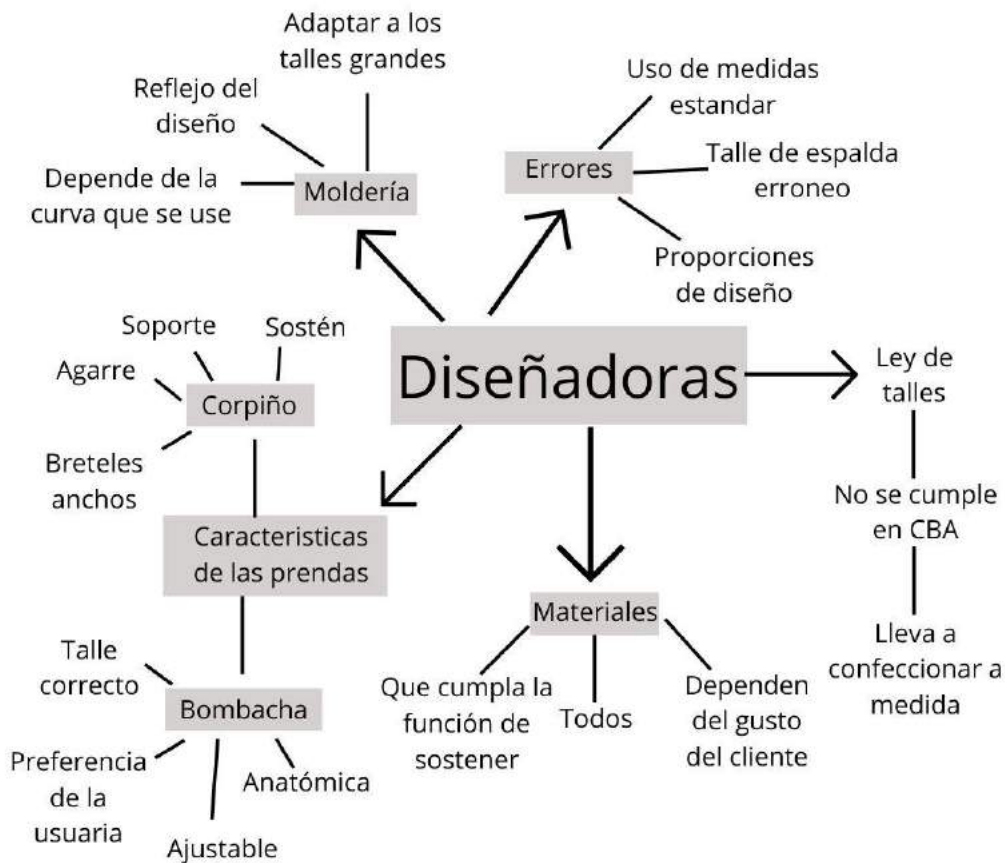 Adaptar a los
talles grandes
Reflejo del
diseño
Depende de la
curva que se use
Moldería
Uso de medidas
estandar
Errores
Talle de espalda
erroneo
Proporciones
de diseño
Diseñadoras
Ley de
talles
No se cumple
en CBA
Lleva a
confeccionar a
medida
Soporte
Sostén
Agarre
Corpiño
Breteles
anchos
Caracteristicas
de las prendas
Talle
correcto
Bombacha
Preferencia
de la
usuaria
Anatómica
Ajustable
Materiales
Que cumpla la
función de
sostener
Todos
Dependen
del gusto
del cliente